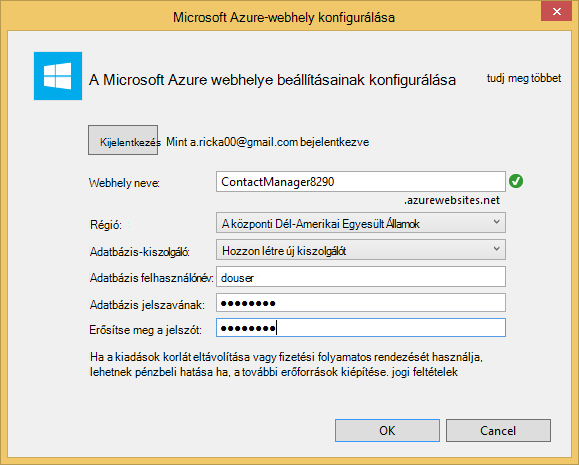 Microsoft Azure-webhely konfigurálása
A Microsoft Azure webhelye beállításainak konfigurálása
tudj meg többet
Kijelentkezés Mint a.ricka00@gmail.com bejelentkezve
Webhely neve: ContactManager8290
.azurewebsites.net
Régió: A központi Dél-Amerikai Egyesült Államok
Adatbázis-kiszolgáló: Hozzon létre új kiszolgálót
Adatbázis felhasználónév: douser
Adatbázis jelszavának: ●●●●●●●●
Erősítse meg a jelszót: ●●●●●●●●
Ha a kiadások korlát eltávolítása vagy fizetési folyamatos rendezését használja,
lehetnek pénzbeli hatása ha, a további erőforrások kiépítése. jogi feltételek
OK Cancel